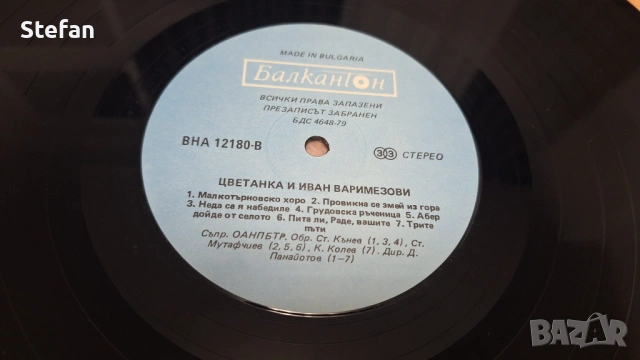 Stefan
MADE IN BULGARIA
Балкантон
ВСИЧКИ ПРАВА ЗАПАЗЕНИ
ПРЕЗАПИСЪТ ЗАБРАНЕН
БДС 4648-79
ВНА 12180-В
33 СТЕРЕО
ЦВЕТАНКА И ИВАН ВАРИМЕЗОВИ
1. Малкотърновско хоро 2. Провикна се змей из гора
3. Неда са я набедиле 4. Грудовска ръченица 5. Абер
дойде от селото 6. Пита ли, Раде, вашите 7. Трите
пъти
Съпр. ОАНПБТР, Обр. Ст. Кънев (1, 3, 4), Ст.
Мутафчиев (2, 5, 6), К. Колев (7). Дир. Д.
Панайотов (1—7)
BAZAR
.bg